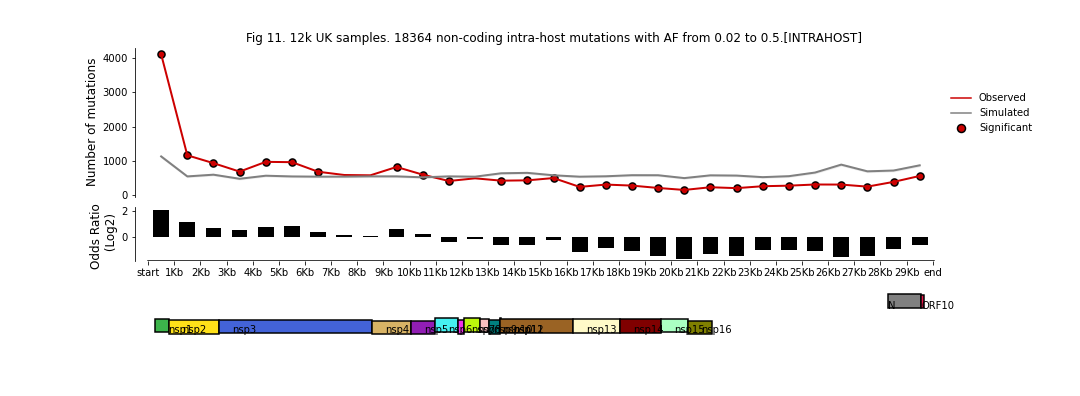 Fig 11. 12k UK samples. 18364 non-coding intra-host mutations with AF from 0.02 to 0.5.[INTRAHOST]
Number of mutations
4000
3000
2000
1000
0
Observed
Simulated
Significant
Odds Ratio
(Log2)
2
0
start 1Kb 2Kb 3Kb 4Kb 5Kb 6Kb 7Kb 8Kb 9Kb 10Kb 11Kb 12Kb 13Kb 14Kb 15Kb 16Kb 17Kb 18Kb 19Kb 20Kb 21Kb 22Kb 23Kb 24Kb 25Kb 26Kb 27Kb 28Kb 29Kb end
N ORF10
nsp1 nsp2 nsp3 nsp4 nsp5 nsp6 nsp12 nsp13 nsp14 nsp15 nsp16